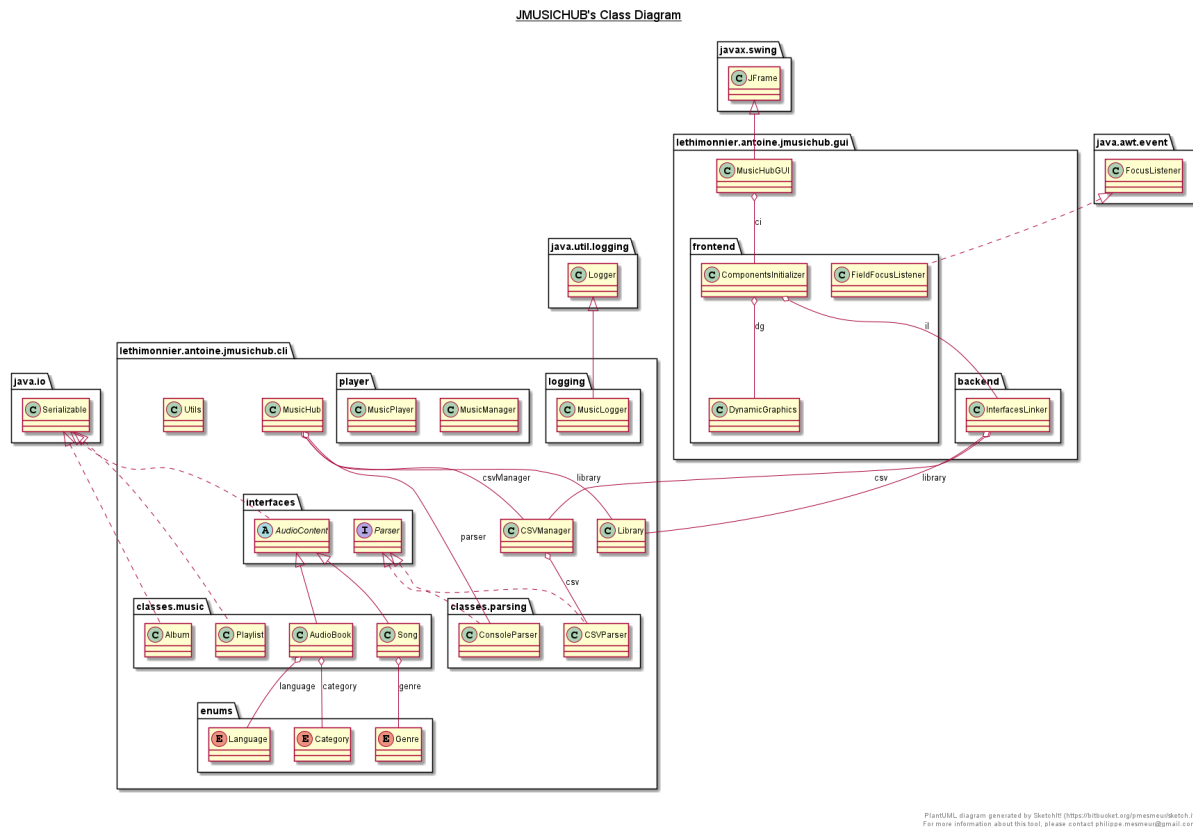 JMUSICHUB's Class Diagram
javax.swing
C JFrame
lethimonnier.antoine.jmusichub.gui
java.awt.event
C MusicHubGUI
C FocusListener
ci
java.util.logging
frontend
C Logger
C ComponentsInitializer
C FieldFocusListener
dg
il
lethimonnier.antoine.jmusichub.cli
java.io
player
logging
backend
C Serializable
C Utils
C MusicHub
C MusicPlayer
C MusicManager
C MusicLogger
C DynamicGraphics
C InterfacesLinker
csvManager
library
csv
library
interfaces
A AudioContent
I Parser
parser
C CSVManager
C Library
csv
classes.music
classes.parsing
C Album
C Playlist
C AudioBook
C Song
C ConsoleParser
C CSVParser
language
category
genre
enums
E Language
E Category
E Genre
PlantUML diagram generated by SketchIt! (https://bitbucket.org/pmesmeur/sketch.i
For more information about this tool, please contact philippe.mesmeur@gmail.cor